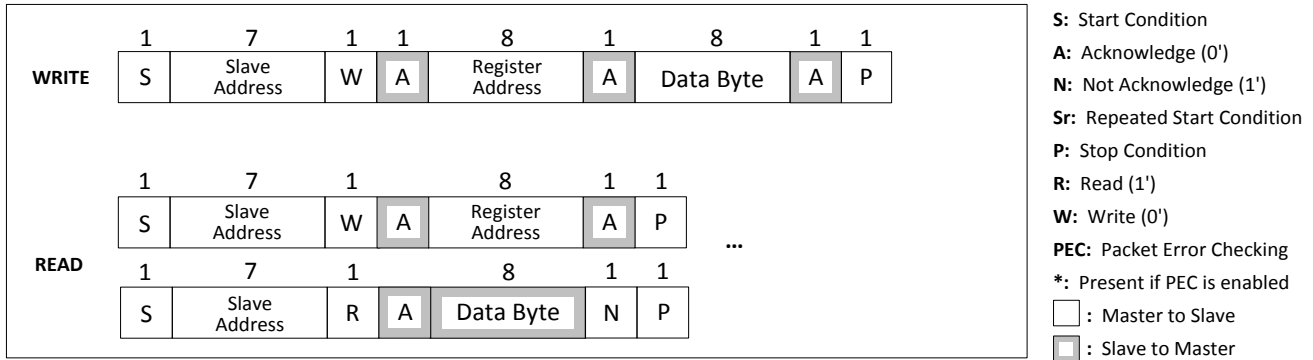 1 7 1 1 8 1 8 1 1
WRITE S Slave Address W A Register Address A Data Byte A P
1 7 1 8 1 1
S Slave Address W A Register Address A P ...
READ
1 7 1 8 1 1
S Slave Address R A Data Byte N P
S: Start Condition
A: Acknowledge (0')
N: Not Acknowledge (1')
Sr: Repeated Start Condition
P: Stop Condition
R: Read (1')
W: Write (0')
PEC: Packet Error Checking
*: Present if PEC is enabled
: Master to Slave
: Slave to Master